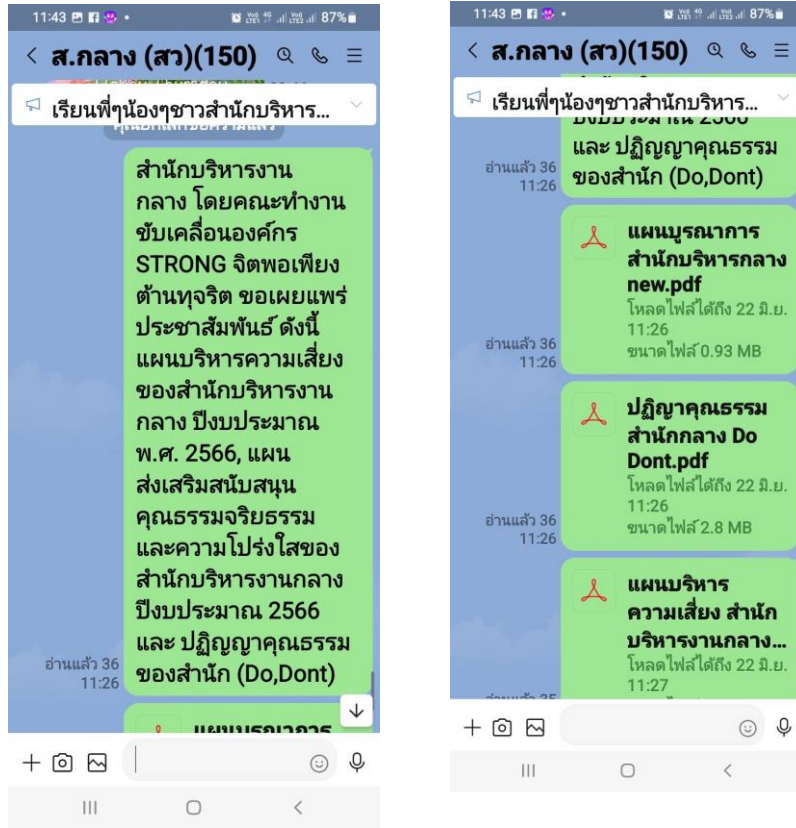 11:43
87%
ส.กลาง (สว)(150)
เรียนพี่ๆน้องๆชาวสำนักบริหาร...
สำนักบริหารงาน
กลาง โดยคณะทำงาน
ขับเคลื่อนองค์กร
STRONG จิตพอเพียง
ต้านทุจริต ขอเผยแพร่
ประชาสัมพันธ์ ดังนี้
แผนบริหารความเสี่ยง
ของสำนักบริหารงาน
กลาง ปีงบประมาณ
พ.ศ. 2566, แผน
ส่งเสริมสนับสนุน
คุณธรรมจริยธรรม
และความโปร่งใสของ
สำนักบริหารงานกลาง
ปีงบประมาณ 2566
และ ปฏิญญาคุณธรรม
ของสำนัก (Do,Dont)
อ่านแล้ว 36
11:26
แผนบูรณาการ
11:43
87%
ส.กลาง (สว)(150)
เรียนพี่ๆน้องๆชาวสำนักบริหาร...
ปีงบประมาณ 2566
และ ปฏิญญาคุณธรรม
ของสำนัก (Do,Dont)
อ่านแล้ว 36
11:26
แผนบูรณาการ
สำนักบริหารกลาง
new.pdf
โหลดไฟล์ได้ถึง 22 มิ.ย.
11:26
ขนาดไฟล์ 0.93 MB
อ่านแล้ว 36
11:26
ปฏิญาคุณธรรม
สำนักกลาง Do
Dont.pdf
โหลดไฟล์ได้ถึง 22 มิ.ย.
11:26
ขนาดไฟล์ 2.8 MB
อ่านแล้ว 36
11:26
แผนบริหาร
ความเสี่ยง สำนัก
บริหารงานกลาง...
โหลดไฟล์ได้ถึง 22 มิ.ย.
11:27